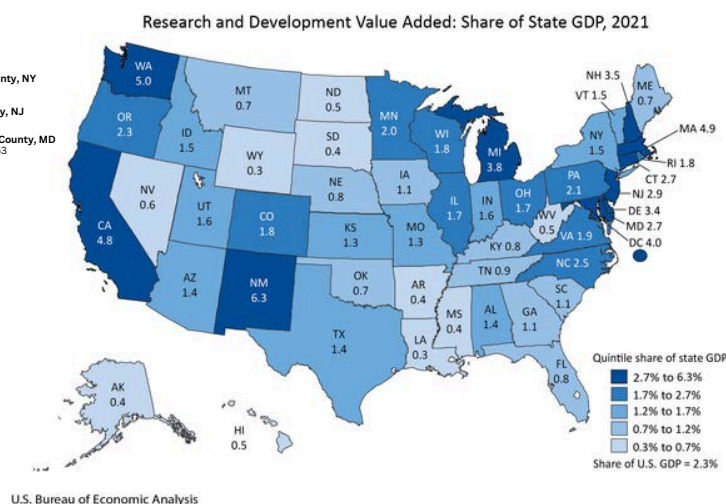 Research and Development Value Added: Share of State GDP, 2021
nty, NY
y, NJ
County, MD
53
WA
5.0
OR
2.3
CA
4.8
NV
0.6
ID
1.5
MT
0.7
WY
0.3
UT
1.6
AZ
1.4
CO
1.8
NM
6.3
ND
0.5
SD
0.4
NE
0.8
KS
1.3
OK
0.7
TX
1.4
MN
2.0
IA
1.1
MO
1.3
AR
0.4
LA
0.3
WI
1.8
IL
1.7
MI
3.8
IN
1.6
OH
1.7
KY 0.8
TN 0.9
MS
0.4
AL
1.4
GA
1.1
FL
0.8
SC
1.1
NC 2.5
VA 1.9
WV
0.5
PA
2.1
NY
1.5
VT 1.5
NH 3.5
ME
0.7
MA 4.9
RI 1.8
CT 2.7
NJ 2.9
DE 3.4
MD 2.7
DC 4.0
AK
0.4
HI
0.5
Quintile share of state GDP
2.7% to 6.3%
1.7% to 2.7%
1.2% to 1.7%
0.7% to 1.2%
0.3% to 0.7%
Share of U.S. GDP = 2.3%
U.S. Bureau of Economic Analysis